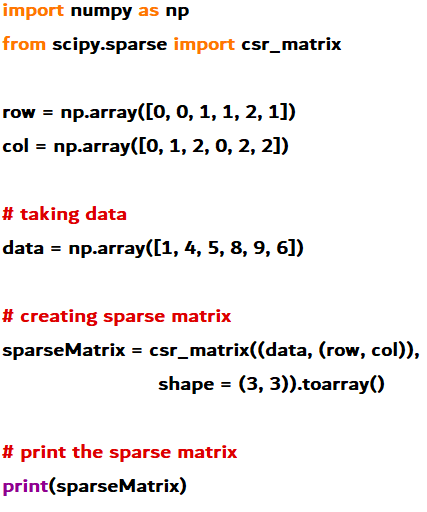 import numpy as np
from scipy.sparse import csr_matrix
row = np.array([0, 0, 1, 1, 2, 1])
col = np.array([0, 1, 2, 0, 2, 2])
# taking data
data = np.array([1, 4, 5, 8, 9, 6])
# creating sparse matrix
sparseMatrix = csr_matrix((data, (row, col)),
shape = (3, 3)).toarray()
# print the sparse matrix
print(sparseMatrix)